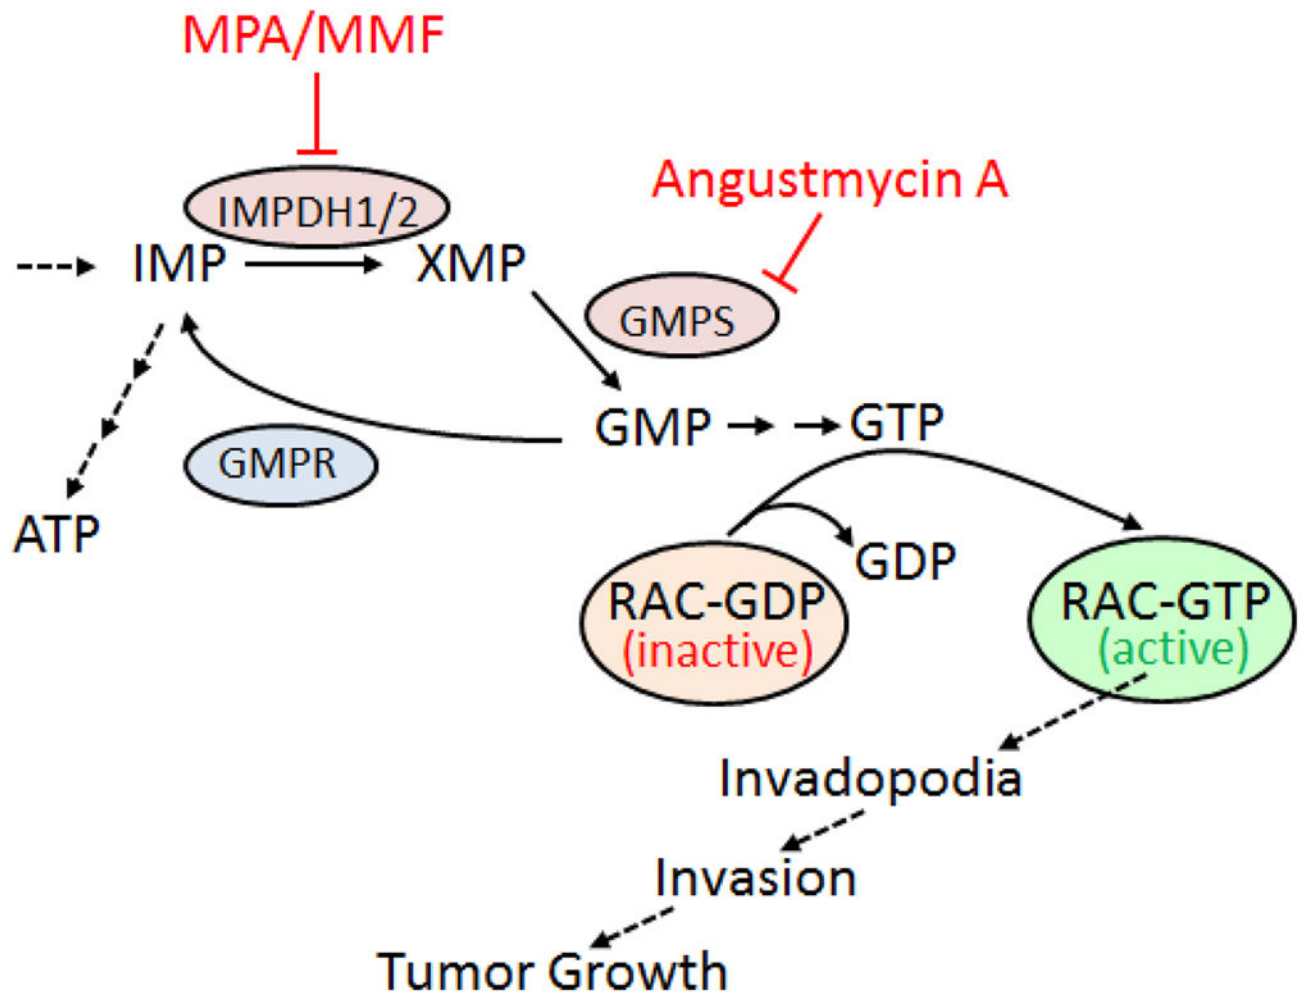 MPA/MMF
Angustmycin A
IMPDH1/2
IMP
XMP
GMPS
GMP
GTP
GMPR
ATP
GDP
RAC-GDP
(inactive)
RAC-GTP
(active)
Invadopodia
Invasion
Tumor Growth